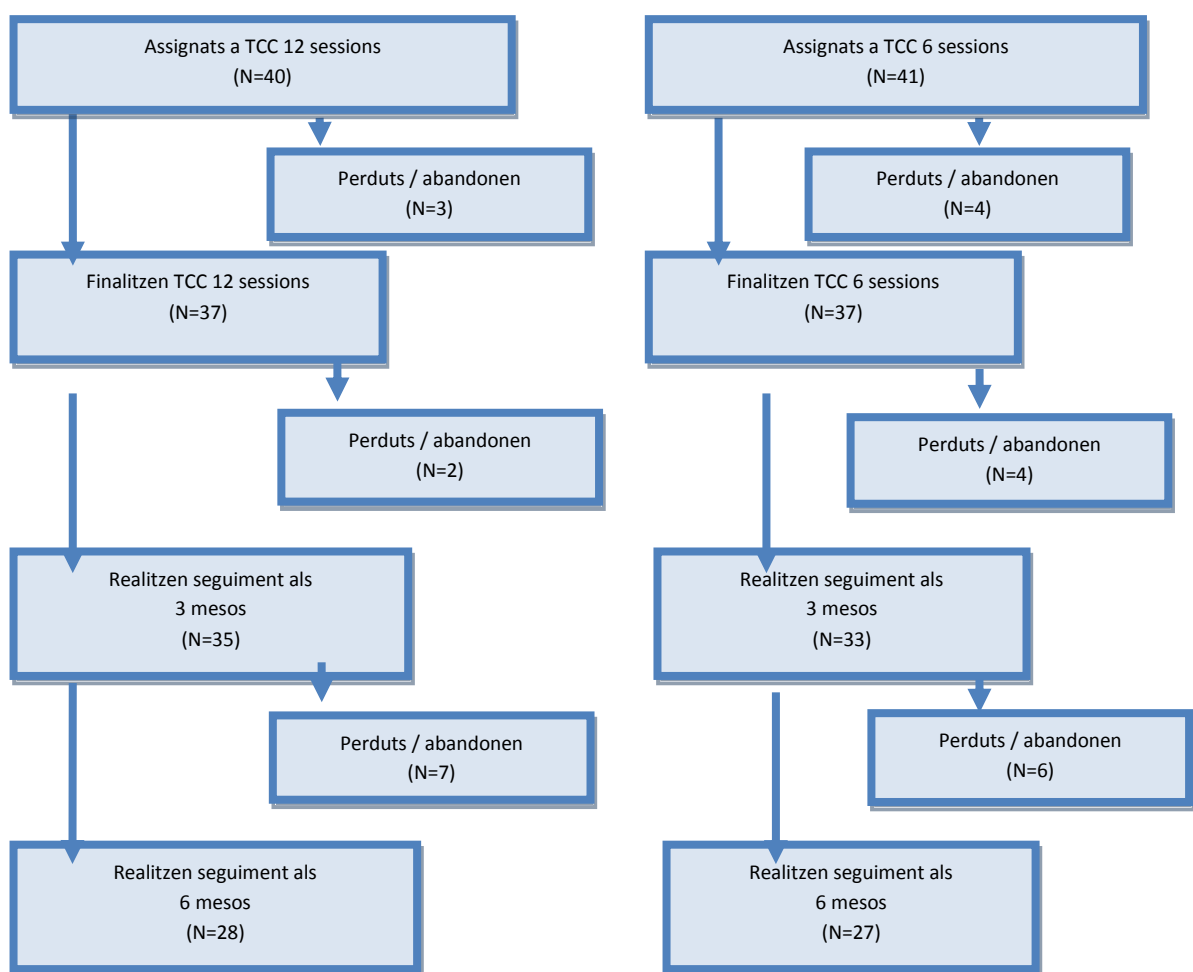 Assignats a TCC 12 sessions
(N=40)
Assignats a TCC 6 sessions
(N=41)
Perduts / abandonen
(N=3)
Perduts / abandonen
(N=4)
Finalitzen TCC 12 sessions
(N=37)
Finalitzen TCC 6 sessions
(N=37)
Perduts / abandonen
(N=2)
Perduts / abandonen
(N=4)
Realitzen seguiment als
3 mesos
(N=35)
Realitzen seguiment als
3 mesos
(N=33)
Perduts / abandonen
(N=7)
Perduts / abandonen
(N=6)
Realitzen seguiment als
6 mesos
(N=28)
Realitzen seguiment als
6 mesos
(N=27)